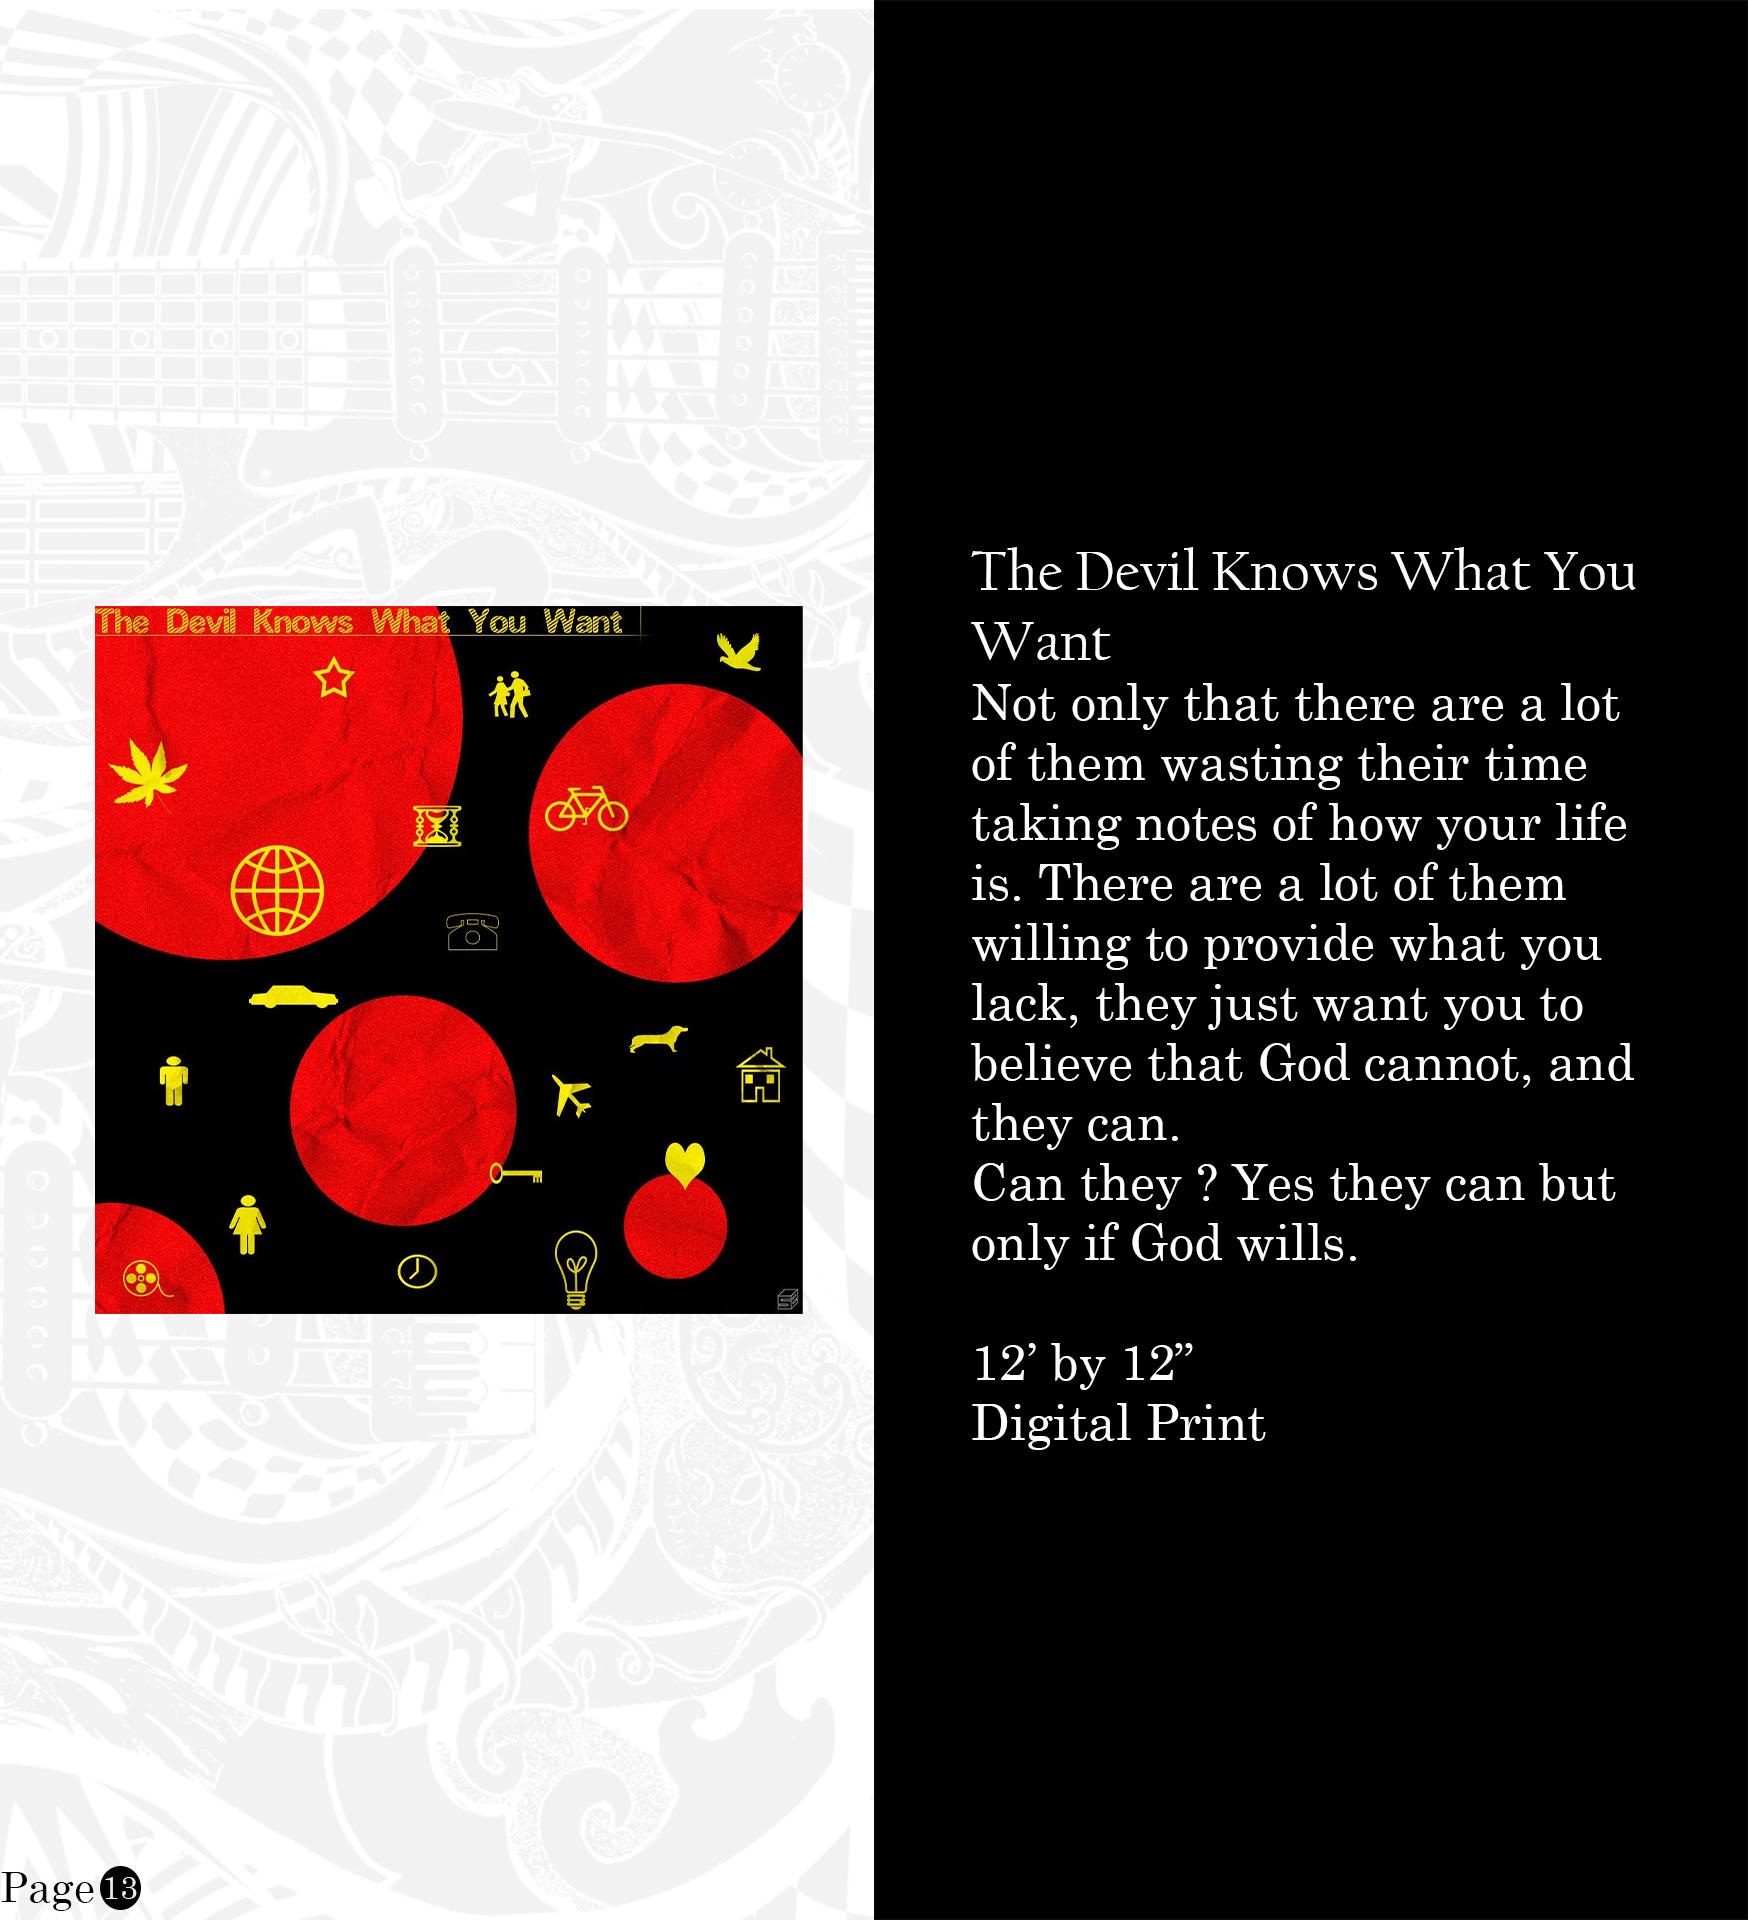 The Devil Knows What You Want
The Devil Knows What You
Want
Not only that there are a lot
of them wasting their time
taking notes of how your life
is. There are a lot of them
willing to provide what you
lack, they just want you to
believe that God cannot, and
they can.
Can they ? Yes they can but
only if God wills.
12’ by 12”
Digital Print
Page 13